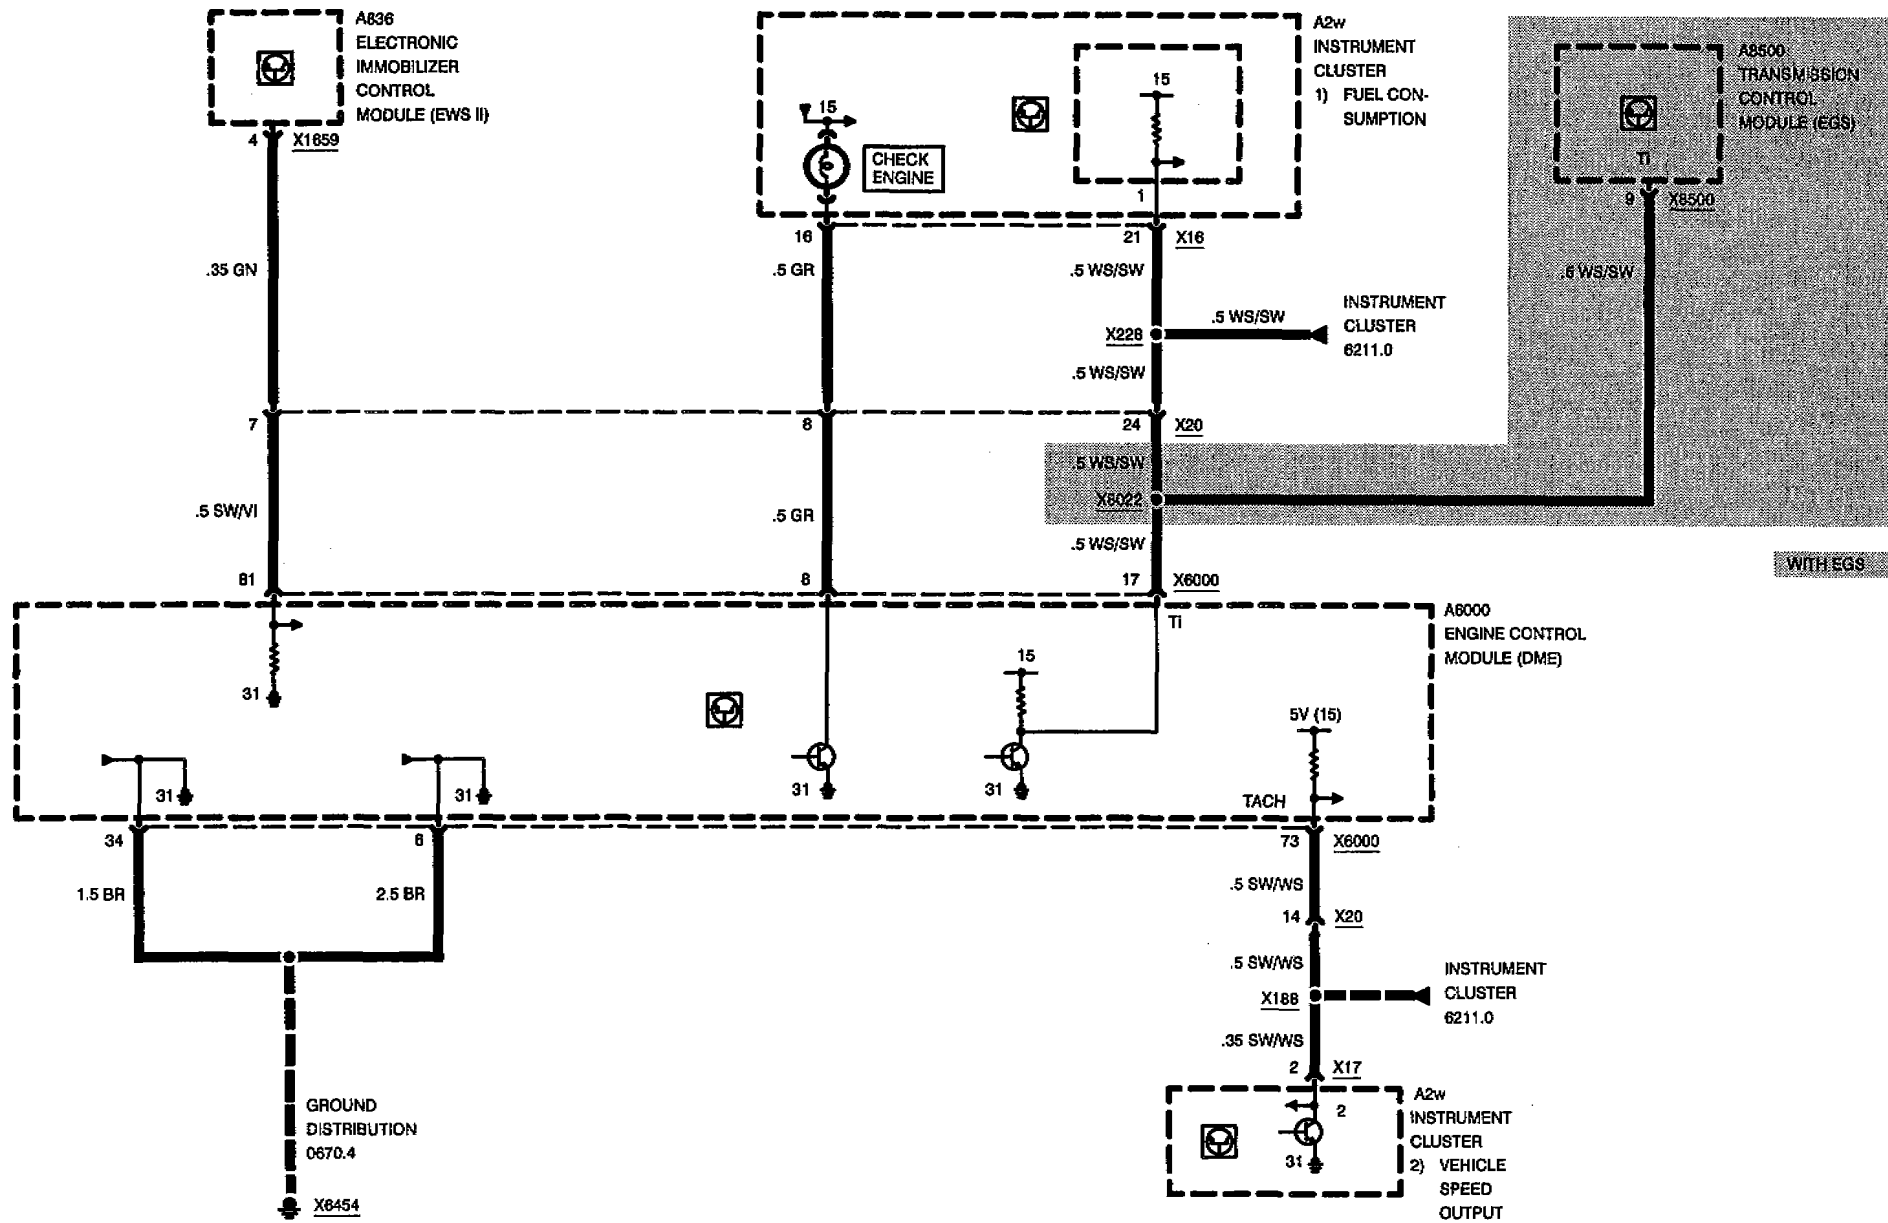 A836
ELECTRONIC
IMMOBILIZER
CONTROL
MODULE (EWS II)
4 X1659
.35 GN
A2w
INSTRUMENT
CLUSTER
1) FUEL CON-
SUMPTION
15
15
CHECK
ENGINE
1
16
21 X16
.5 GR
.5 WS/SW
A8500
TRANSMISSION
CONTROL
MODULE (EGS)
TI
9 X8500
.5 WS/SW
INSTRUMENT
CLUSTER
6211.0
.5 WS/SW
X228
.5 WS/SW
7
8
24 X20
.5 WS/SW
X8022
.5 SW/VI
.5 GR
.5 WS/SW
WITH EGS
81
8
17 X6000
A6000
ENGINE CONTROL
MODULE (DME)
TI
15
31
5V (15)
31
31
31
31
TACH
34
6
73 X6000
1.5 BR
2.5 BR
.5 SW/WS
14 X20
.5 SW/WS
X188
INSTRUMENT
CLUSTER
6211.0
.35 SW/WS
2 X17
GROUND
DISTRIBUTION
0670.4
X6454
A2w
INSTRUMENT
CLUSTER
2) VEHICLE
SPEED
OUTPUT
2
31